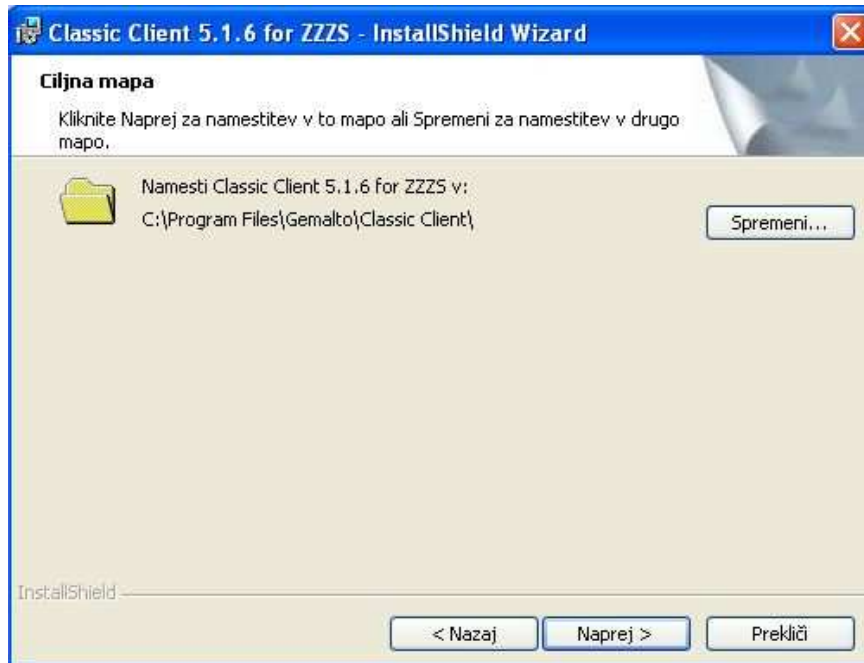 Classic Client 5.1.6 for ZZZS - InstallShield Wizard
Ciljna mapa
Kliknite Naprej za namestitev v to mapo ali Spremeni za namestitev v drugo
mapo.
Namesti Classic Client 5.1.6 for ZZZS v:
C:\Program Files\Gemalto\Classic Client\
Spremeni...
InstallShield
< Nazaj
Naprej >
Prekliči